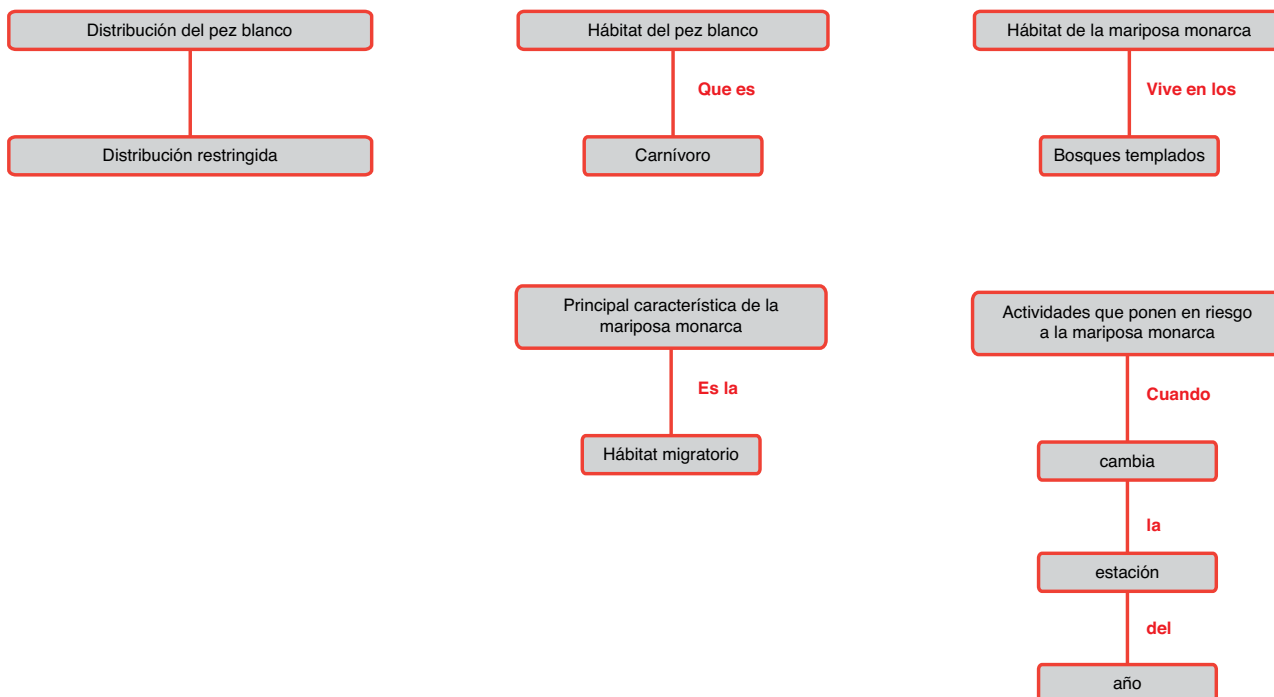 Distribución del pez blanco
Distribución restringida
Hábitat del pez blanco
Que es
Carnívoro
Hábitat de la mariposa monarca
Vive en los
Bosques templados
Principal característica de la
mariposa monarca
Es la
Hábitat migratorio
Actividades que ponen en riesgo
a la mariposa monarca
Cuando
cambia
la
estación
del
año